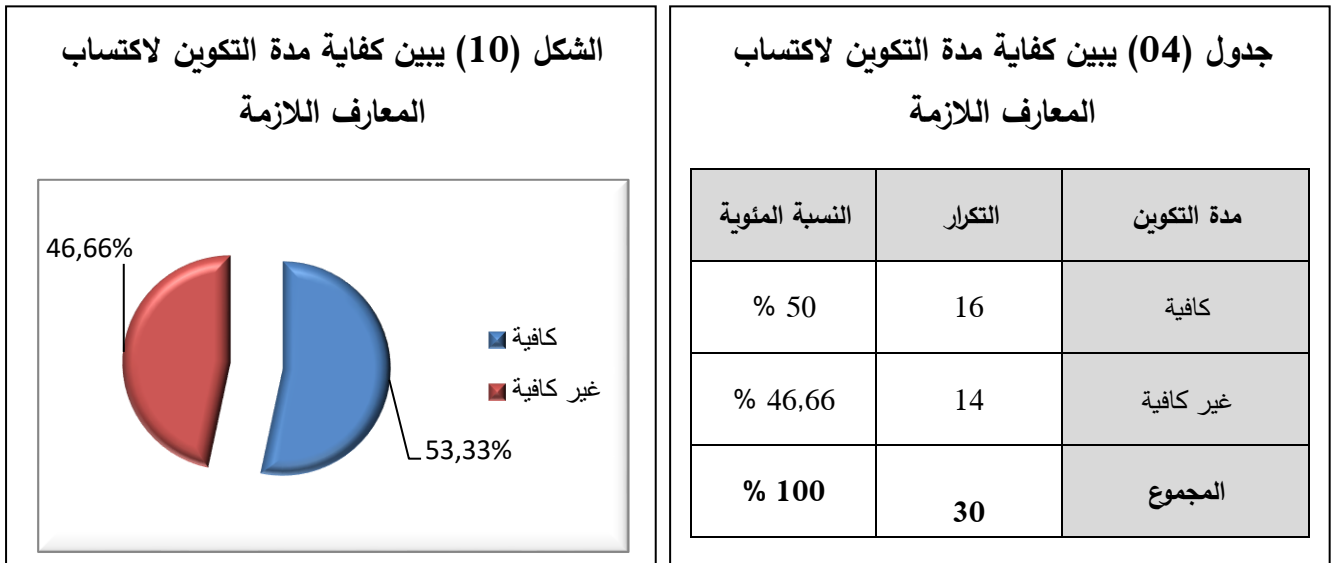 جدول (04) يبين كفاية مدة التكوين لاكتساب
المعارف اللازمة
مدة التكوين التكرار النسبة المئوية
كافية 16 50 %
غير كافية 14 46,66 %
المجموع 30 100 %
الشكل (10) يبين كفاية مدة التكوين لاكتساب
المعارف اللازمة
46,66%
كافية
غير كافية
53,33%